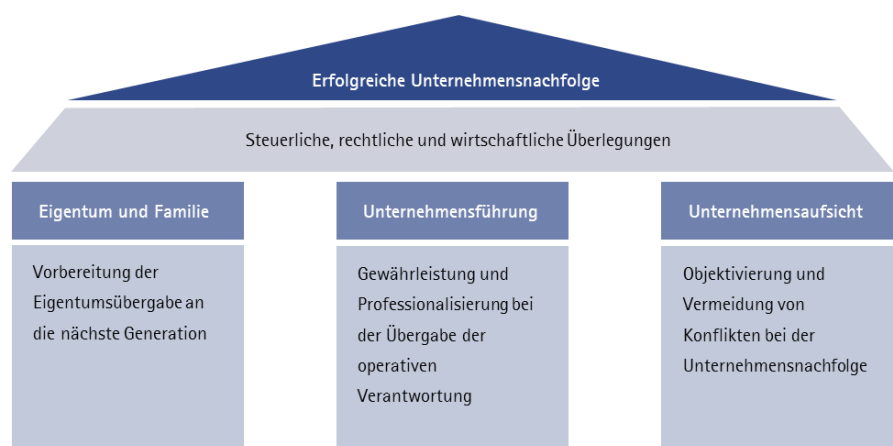 Erfolgreiche Unternehmensnachfolge
Steuerliche, rechtliche und wirtschaftliche Überlegungen
Eigentum und Familie
Vorbereitung der
Eigentumsübergabe an
die nächste Generation
Unternehmensführung
Gewährleistung und
Professionalisierung bei
der Übergabe der
operativen
Verantwortung
Unternehmensaufsicht
Objektivierung und
Vermeidung von
Konflikten bei der
Unternehmensnachfolge